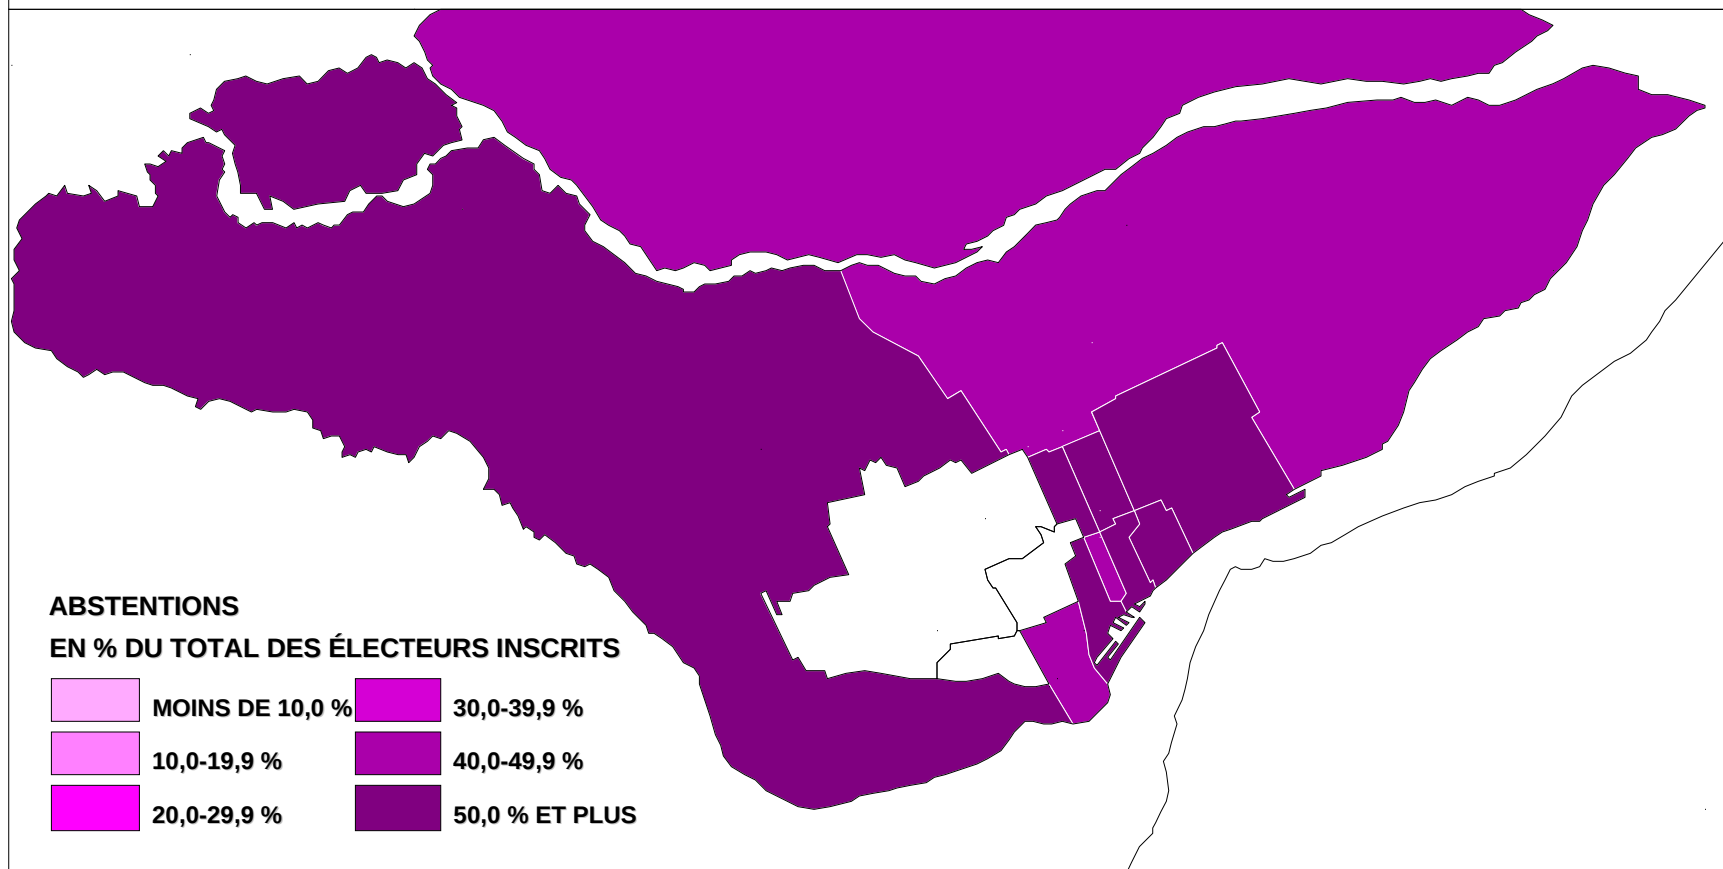 ABSTENTIONS
EN % DU TOTAL DES ÉLECTEURS INSCRITS
MOINS DE 10,0 %
30,0-39,9 %
10,0-19,9 %
40,0-49,9 %
20,0-29,9 %
50,0 % ET PLUS